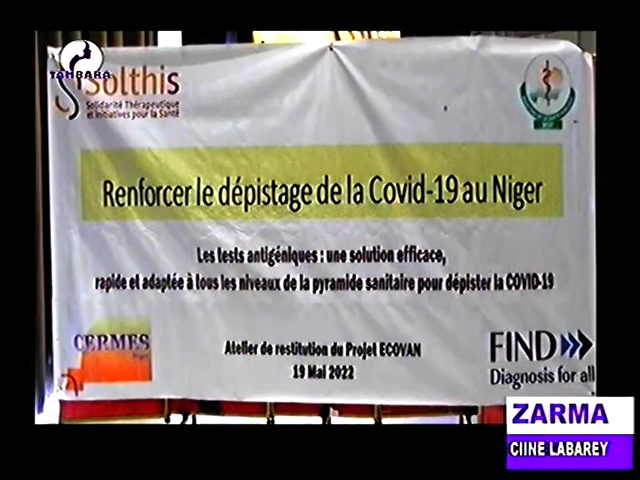 TAMBARA
Solthis
Solidarité Thérapeutique
et Initiatives pour la Santé
Renforcer le dépistage de la Covid-19 au Niger
Les tests antigéniques : une solution efficace,
rapide et adaptée à tous les niveaux de la pyramide sanitaire pour dépister la COVID-19
CERMES
Niger
Atelier de restitution du Projet ECOVAN
19 Mai 2022
FIND
Diagnosis for all
ZARMA
CIINE LABAREY